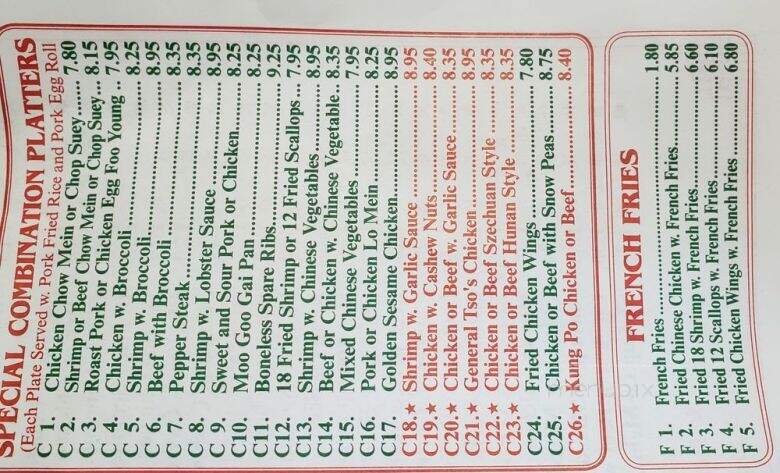 SPECIAL COMBINATION PLATTERS
(Each Plate Served w. Pork Fried Rice and Pork Egg Roll
C 1. Chicken Chow Mein or Chop Suey 7.80
C 2. Shrimp or Beef Chow Mein or Chop Suey 8.15
C 3. Roast Pork or Chicken Egg Foo Young 7.95
C 4. Chicken w. Broccoli 8.25
C 5. Shrimp w. Broccoli 8.95
C 6. Beef with Broccoli 8.35
C 7. Pepper Steak 8.35
C 8. Shrimp w. Lobster Sauce 8.95
C 9. Sweet and Sour Pork or Chicken 8.25
C10. Moo Goo Gai Pan 8.25
C11. Boneless Spare Ribs 9.25
C12. 18 Fried Shrimp or 12 Fried Scallops 7.95
C13. Shrimp w. Chinese Vegetables 8.95
C14. Beef or Chicken w. Chinese Vegetable 8.35
C15. Mixed Chinese Vegetables 7.95
C16. Pork or Chicken Lo Mein 8.25
C17. Golden Sesame Chicken 8.95
C18.★ Shrimp w. Garlic Sauce 8.95
C19.★ Chicken w. Cashew Nuts 8.40
C20.★ Chicken or Beef w. Garlic Sauce 8.35
C21.★ General Tso's Chicken 8.95
C22.★ Chicken or Beef Szechuan Style 8.35
C23.★ Chicken or Beef Hunan Style 8.35
C24. Fried Chicken Wings 7.80
C25. Chicken or Beef with Snow Peas 8.75
C26.★ Kung Po Chicken or Beef 8.40
FRENCH FRIES
F 1. French Fries 1.80
F 2. Fried Chinese Chicken w. French Fries 5.85
F 3. Fried 18 Shrimp w. French Fries 6.60
F 4. Fried 12 Scallops w. French Fries 6.10
F 5. Fried Chicken Wings w. French Fries 6.80